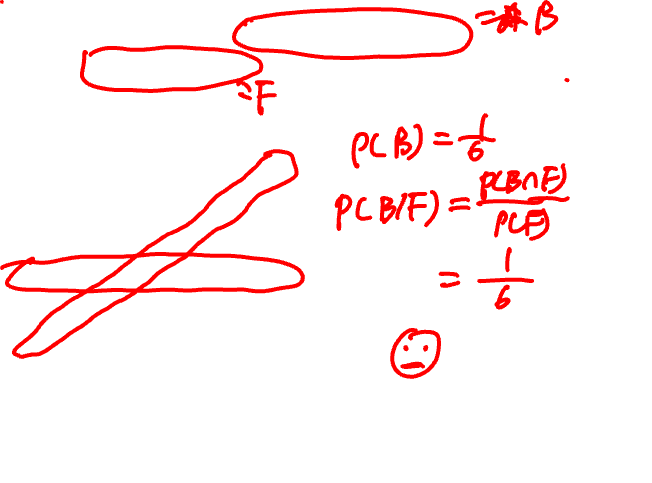 = B
= F
P(B) = 1/6
P(B/F) = P(B∩F)/P(F)
= 1/6